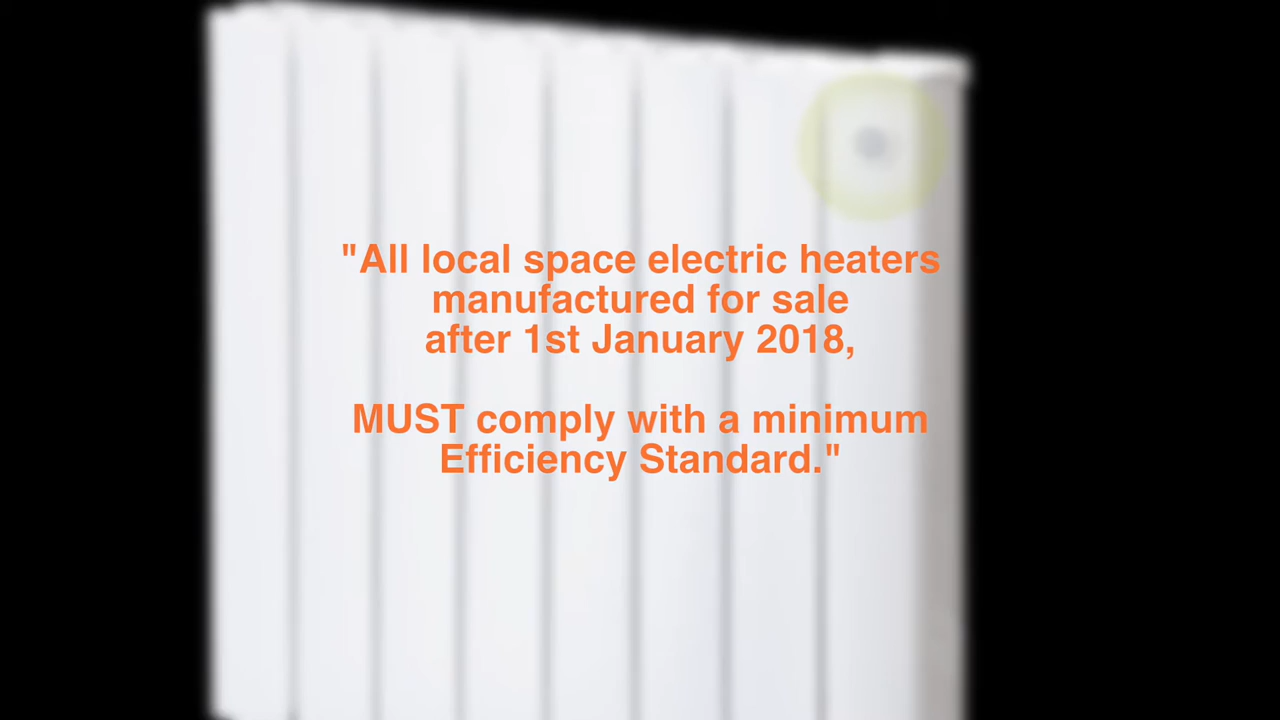 "All local space electric heaters
manufactured for sale
after 1st January 2018,
MUST comply with a minimum
Efficiency Standard."